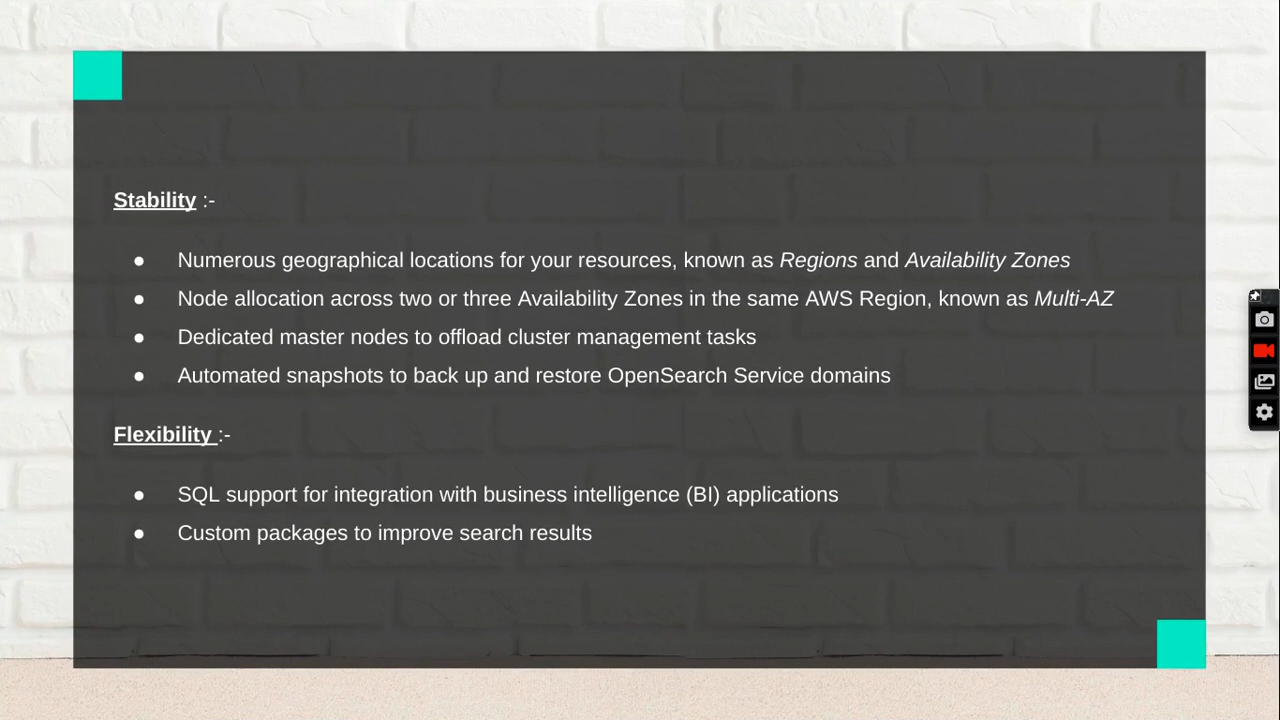 Stability :-
● Numerous geographical locations for your resources, known as Regions and Availability Zones
● Node allocation across two or three Availability Zones in the same AWS Region, known as Multi-AZ
● Dedicated master nodes to offload cluster management tasks
● Automated snapshots to back up and restore OpenSearch Service domains
Flexibility :-
● SQL support for integration with business intelligence (BI) applications
● Custom packages to improve search results